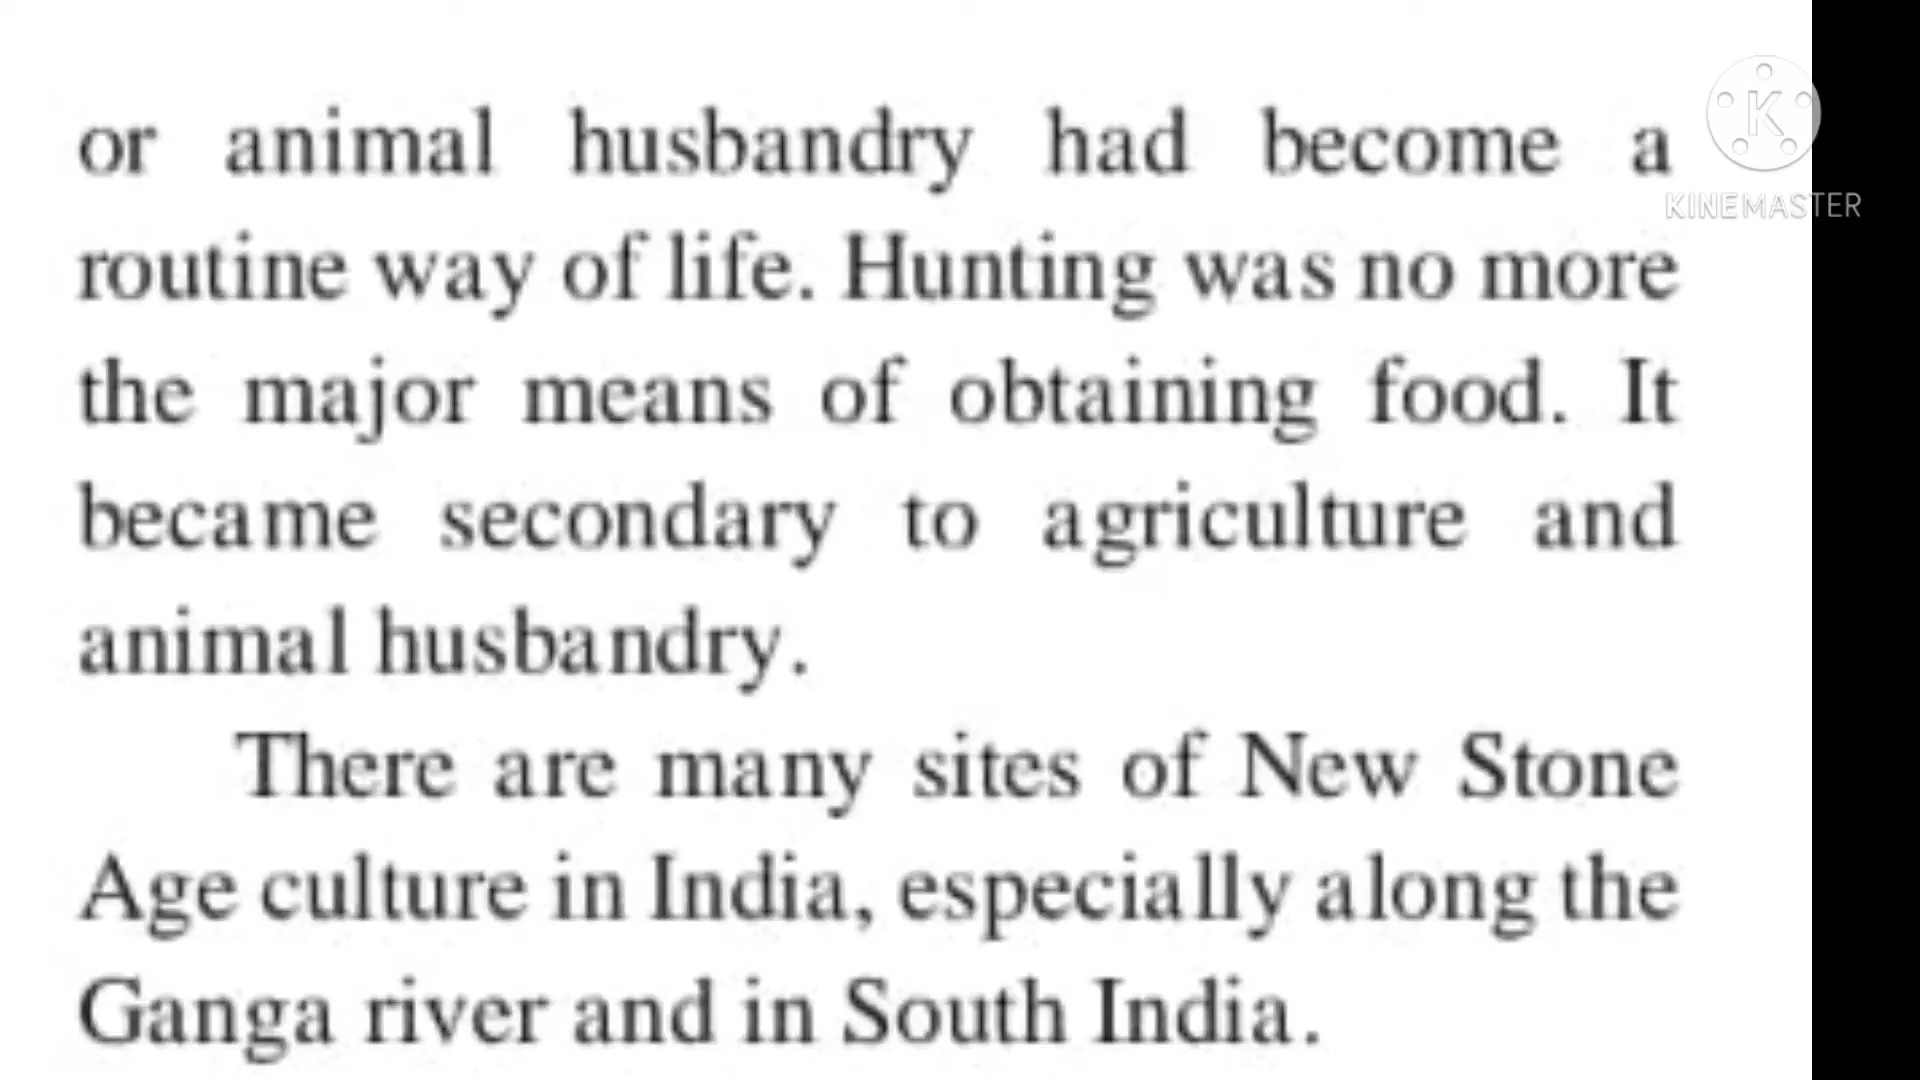 or animal husbandry had become a
routine way of life. Hunting was no more
the major means of obtaining food. It
became secondary to agriculture and
animal husbandry.
There are many sites of New Stone
Age culture in India, especially along the
Ganga river and in South India.
K
KINEMASTER